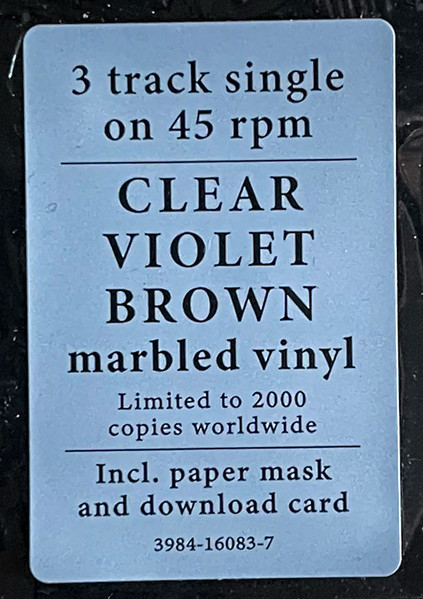 3 track single
on 45 rpm
CLEAR
VIOLET
BROWN
marbled vinyl
Limited to 2000
copies worldwide
Incl. paper mask
and download card
3984-16083-7